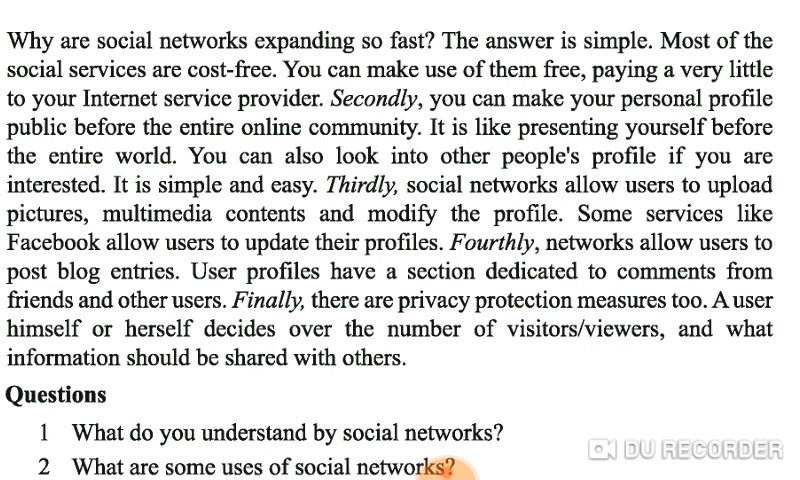 Why are social networks expanding so fast? The answer is simple. Most of the
social services are cost-free. You can make use of them free, paying a very little
to your Internet service provider. Secondly, you can make your personal profile
public before the entire online community. It is like presenting yourself before
the entire world. You can also look into other people's profile if you are
interested. It is simple and easy. Thirdly, social networks allow users to upload
pictures, multimedia contents and modify the profile. Some services like
Facebook allow users to update their profiles. Fourthly, networks allow users to
post blog entries. User profiles have a section dedicated to comments from
friends and other users. Finally, there are privacy protection measures too. A user
himself or herself decides over the number of visitors/viewers, and what
information should be shared with others.
Questions
1 What do you understand by social networks?
2 What are some uses of social networks?
DU RECORDER